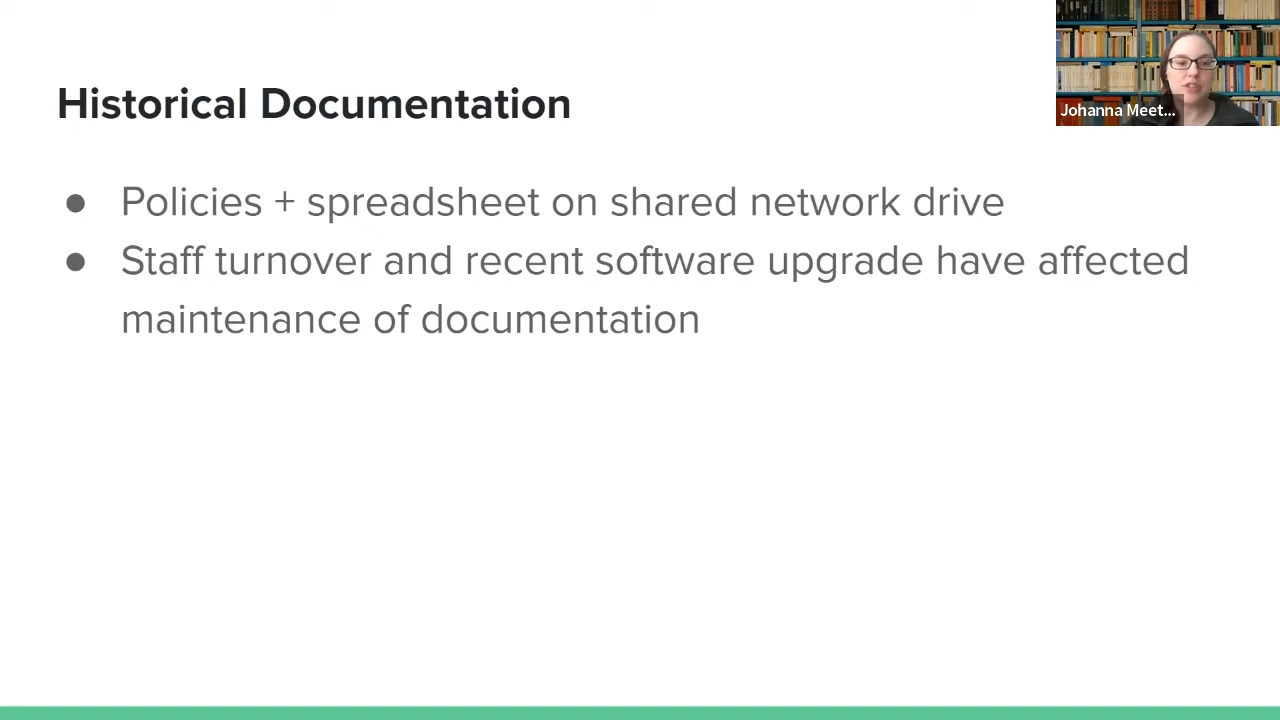 Historical Documentation
Johanna Meet...
● Policies + spreadsheet on shared network drive
● Staff turnover and recent software upgrade have affected
maintenance of documentation